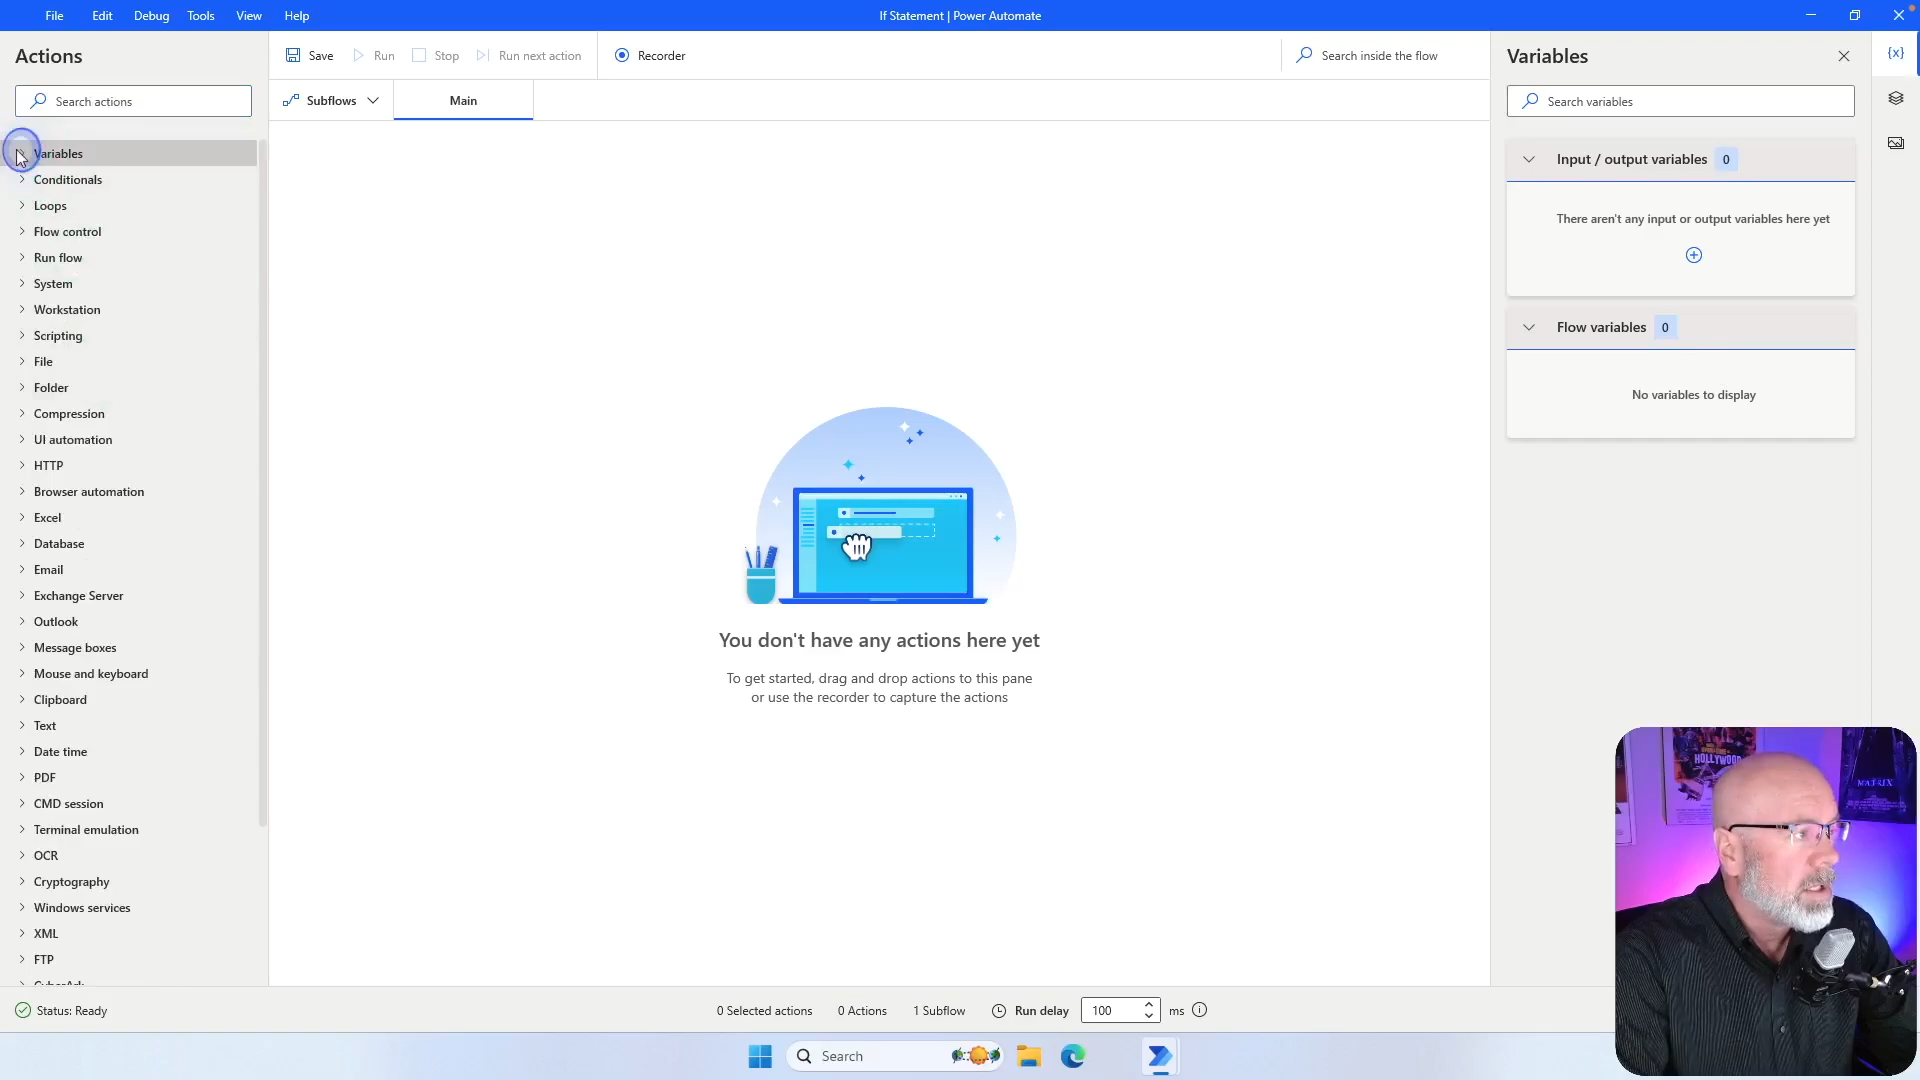 File Edit Debug Tools View Help
If Statement | Power Automate
Actions
Search actions
Variables
Conditionals
Loops
Flow control
Run flow
System
Workstation
Scripting
File
Folder
Compression
UI automation
HTTP
Browser automation
Excel
Database
Email
Exchange Server
Outlook
Message boxes
Mouse and keyboard
Clipboard
Text
Date time
PDF
CMD session
Terminal emulation
OCR
Cryptography
Windows services
XML
FTP
CyberArk
Save Run Stop Run next action Recorder
Search inside the flow
Subflows Main
You don't have any actions here yet
To get started, drag and drop actions to this pane
or use the recorder to capture the actions
Variables
{x}
Search variables
Input / output variables 0
There aren't any input or output variables here yet
Flow variables 0
No variables to display
HOLLYWOOD
MATRIX
Status: Ready
0 Selected actions 0 Actions 1 Subflow Run delay 100 ms
Search